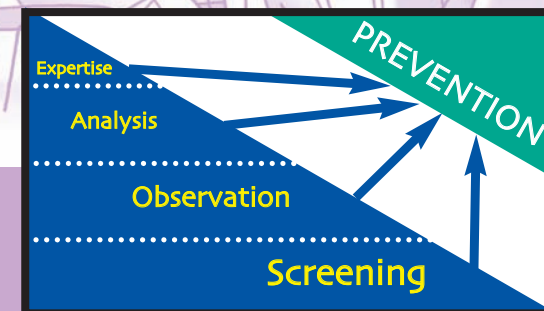 PREVENTION
Expertise
Analysis
Observation
Screening